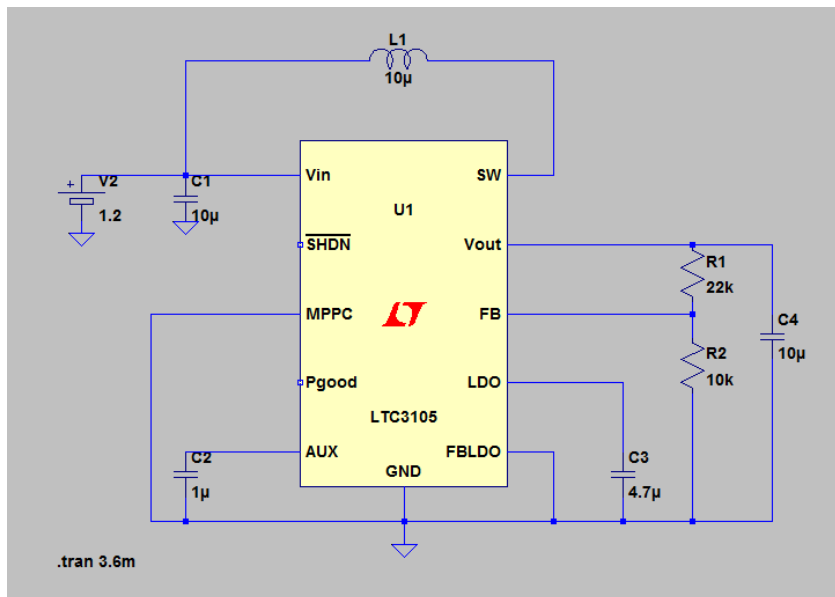 L1
10µ
+
V2
1.2
C1
10µ
Vin
SW
U1
SHDN
Vout
R1
22k
MPPC
FB
C4
10µ
R2
10k
Pgood
LDO
LTC3105
C2
1µ
AUX
FBLDO
GND
C3
4.7µ
.tran 3.6m